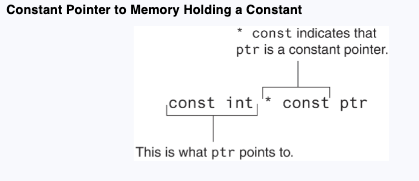 Constant Pointer to Memory Holding a Constant
* const indicates that
ptr is a constant pointer.
const int * const ptr
This is what ptr points to.